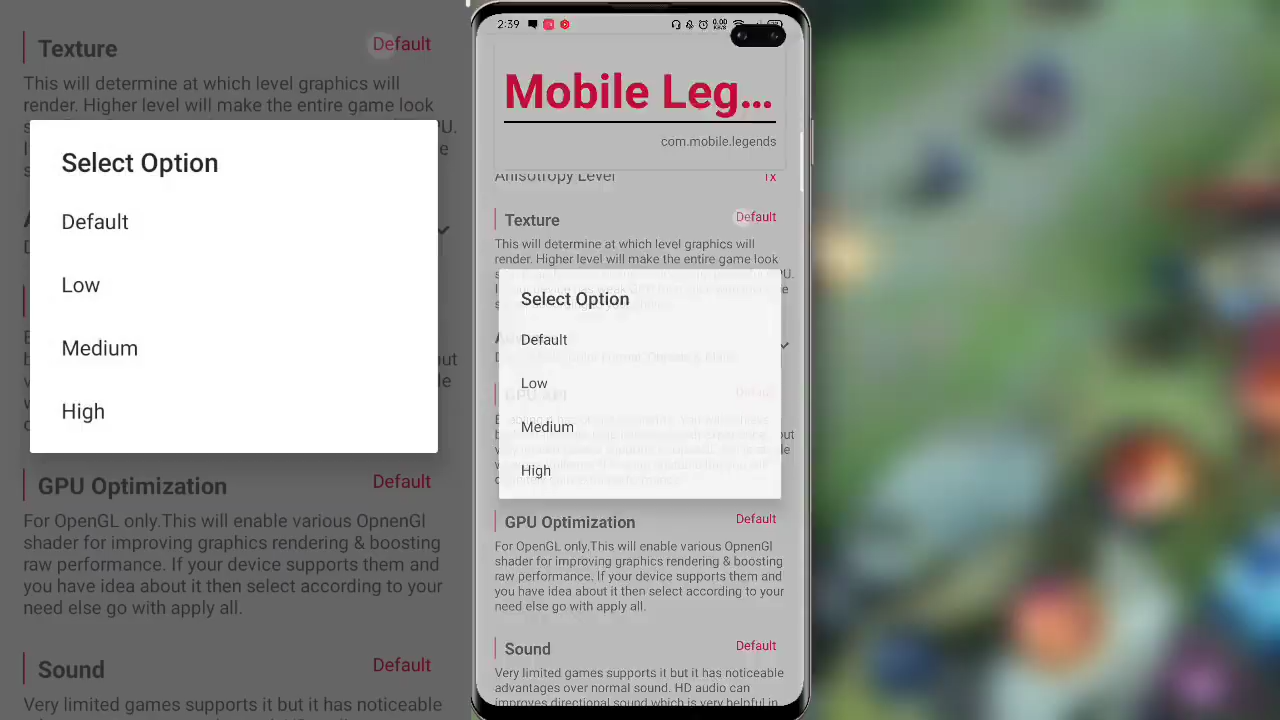 Texture
Default
This will determine at which level graphics will
render. Higher level will make the entire game look
Select Option
Default
Low
Medium
High
GPU Optimization
Default
For OpenGL only.This will enable various OpnenGl
shader for improving graphics rendering & boosting
raw performance. If your device supports them and
you have idea about it then select according to your
need else go with apply all.
Sound
Default
Very limited games supports it but it has noticeable
2:39
0.00
KB/s
Mobile Leg...
com.mobile.legends
Anisotropy Level
1x
Texture
Default
This will determine at which level graphics will
render. Higher level will make the entire game look
Select Option
Default
Low
Medium
High
GPU API
Default
GPU Optimization
Default
For OpenGL only.This will enable various OpnenGl
shader for improving graphics rendering & boosting
raw performance. If your device supports them and
you have idea about it then select according to your
need else go with apply all.
Sound
Default
Very limited games supports it but it has noticeable
advantages over normal sound. HD audio can
improves directional sound which is very helpful in